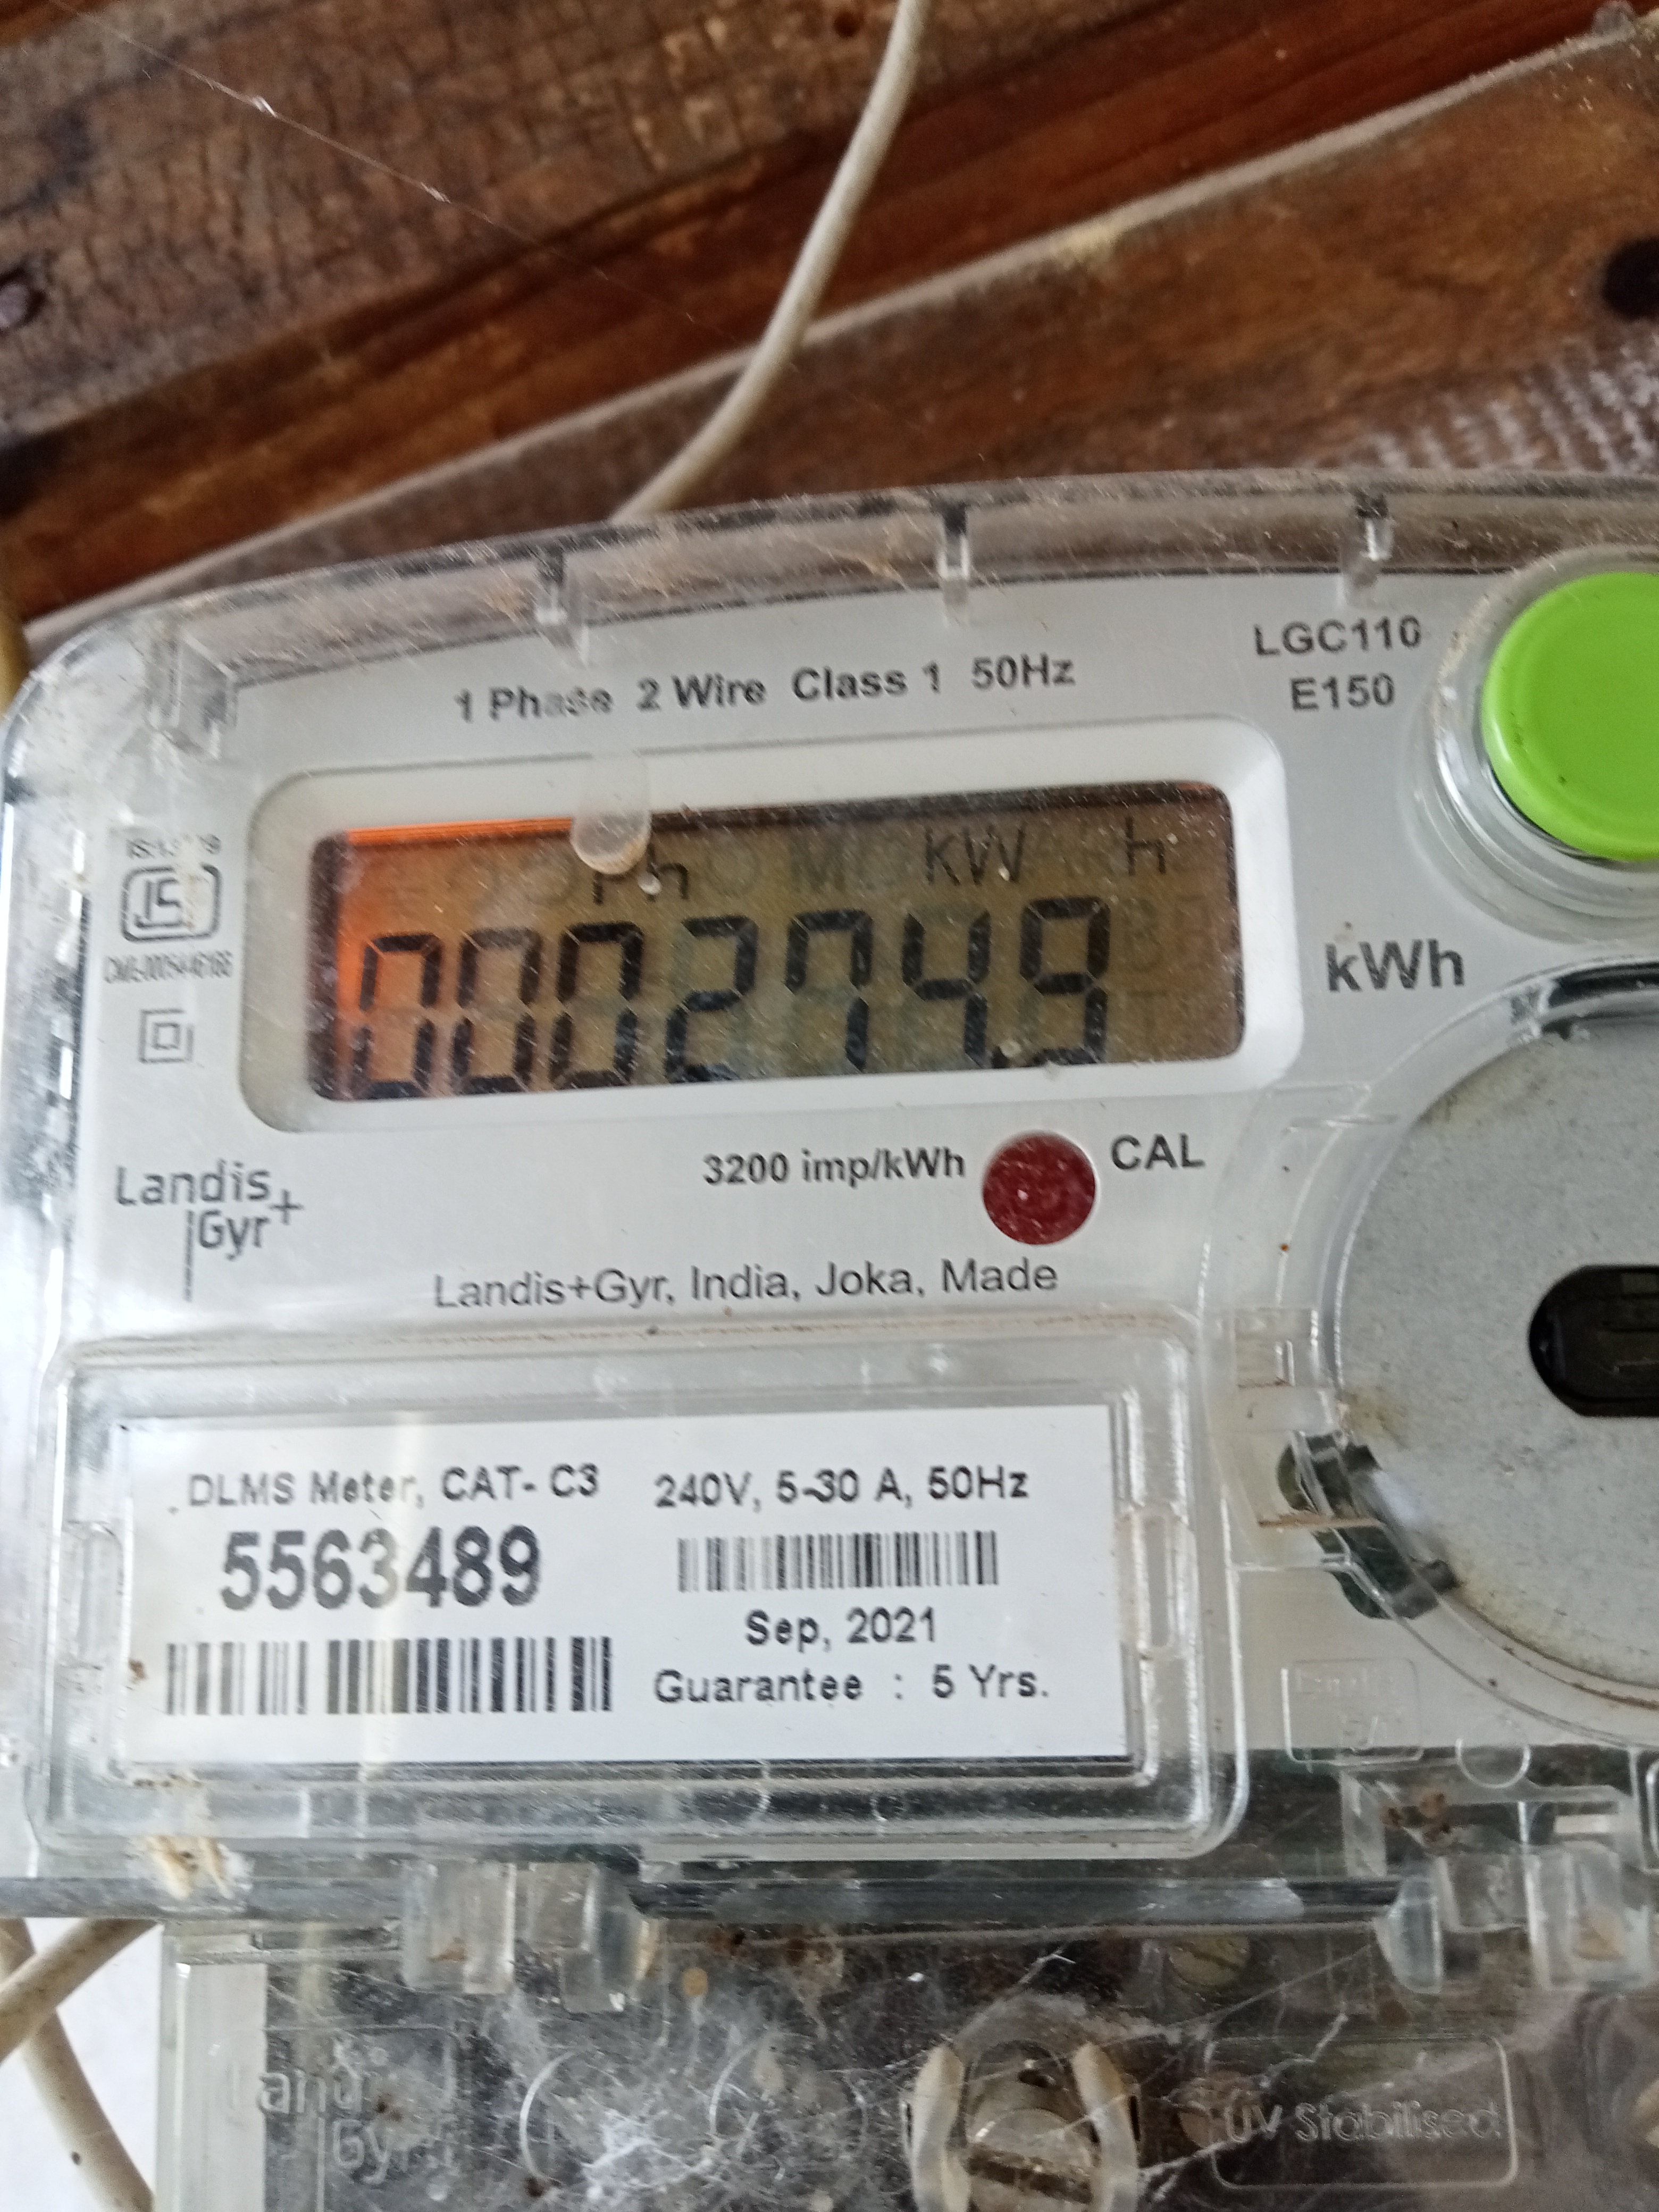 1 Phase 2 Wire Class 1 50Hz
LGC110
E150
Ph M kW h
000274.9
kWh
3200 imp/kWh
CAL
Landis+
Gyr
Landis+Gyr, India, Joka, Made
DLMS Meter, CAT- C3
5563489
240V, 5-30 A, 50Hz
Sep, 2021
Guarantee : 5 Yrs.
UV Stabilised